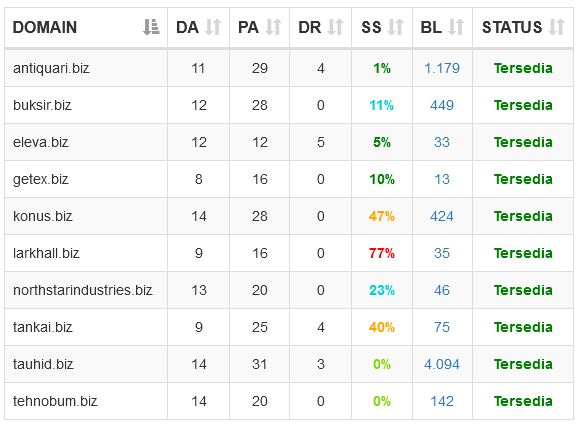 DOMAIN DA PA DR SS BL STATUS
antiquari.biz 11 29 4 1% 1.179 Tersedia
buksir.biz 12 28 0 11% 449 Tersedia
eleva.biz 12 12 5 5% 33 Tersedia
getex.biz 8 16 0 10% 13 Tersedia
konus.biz 14 28 0 47% 424 Tersedia
larkhall.biz 9 16 0 77% 35 Tersedia
northstarindustries.biz 13 20 0 23% 46 Tersedia
tankai.biz 9 25 4 40% 75 Tersedia
tauhid.biz 14 31 3 0% 4.094 Tersedia
tehnobum.biz 14 20 0 0% 142 Tersedia